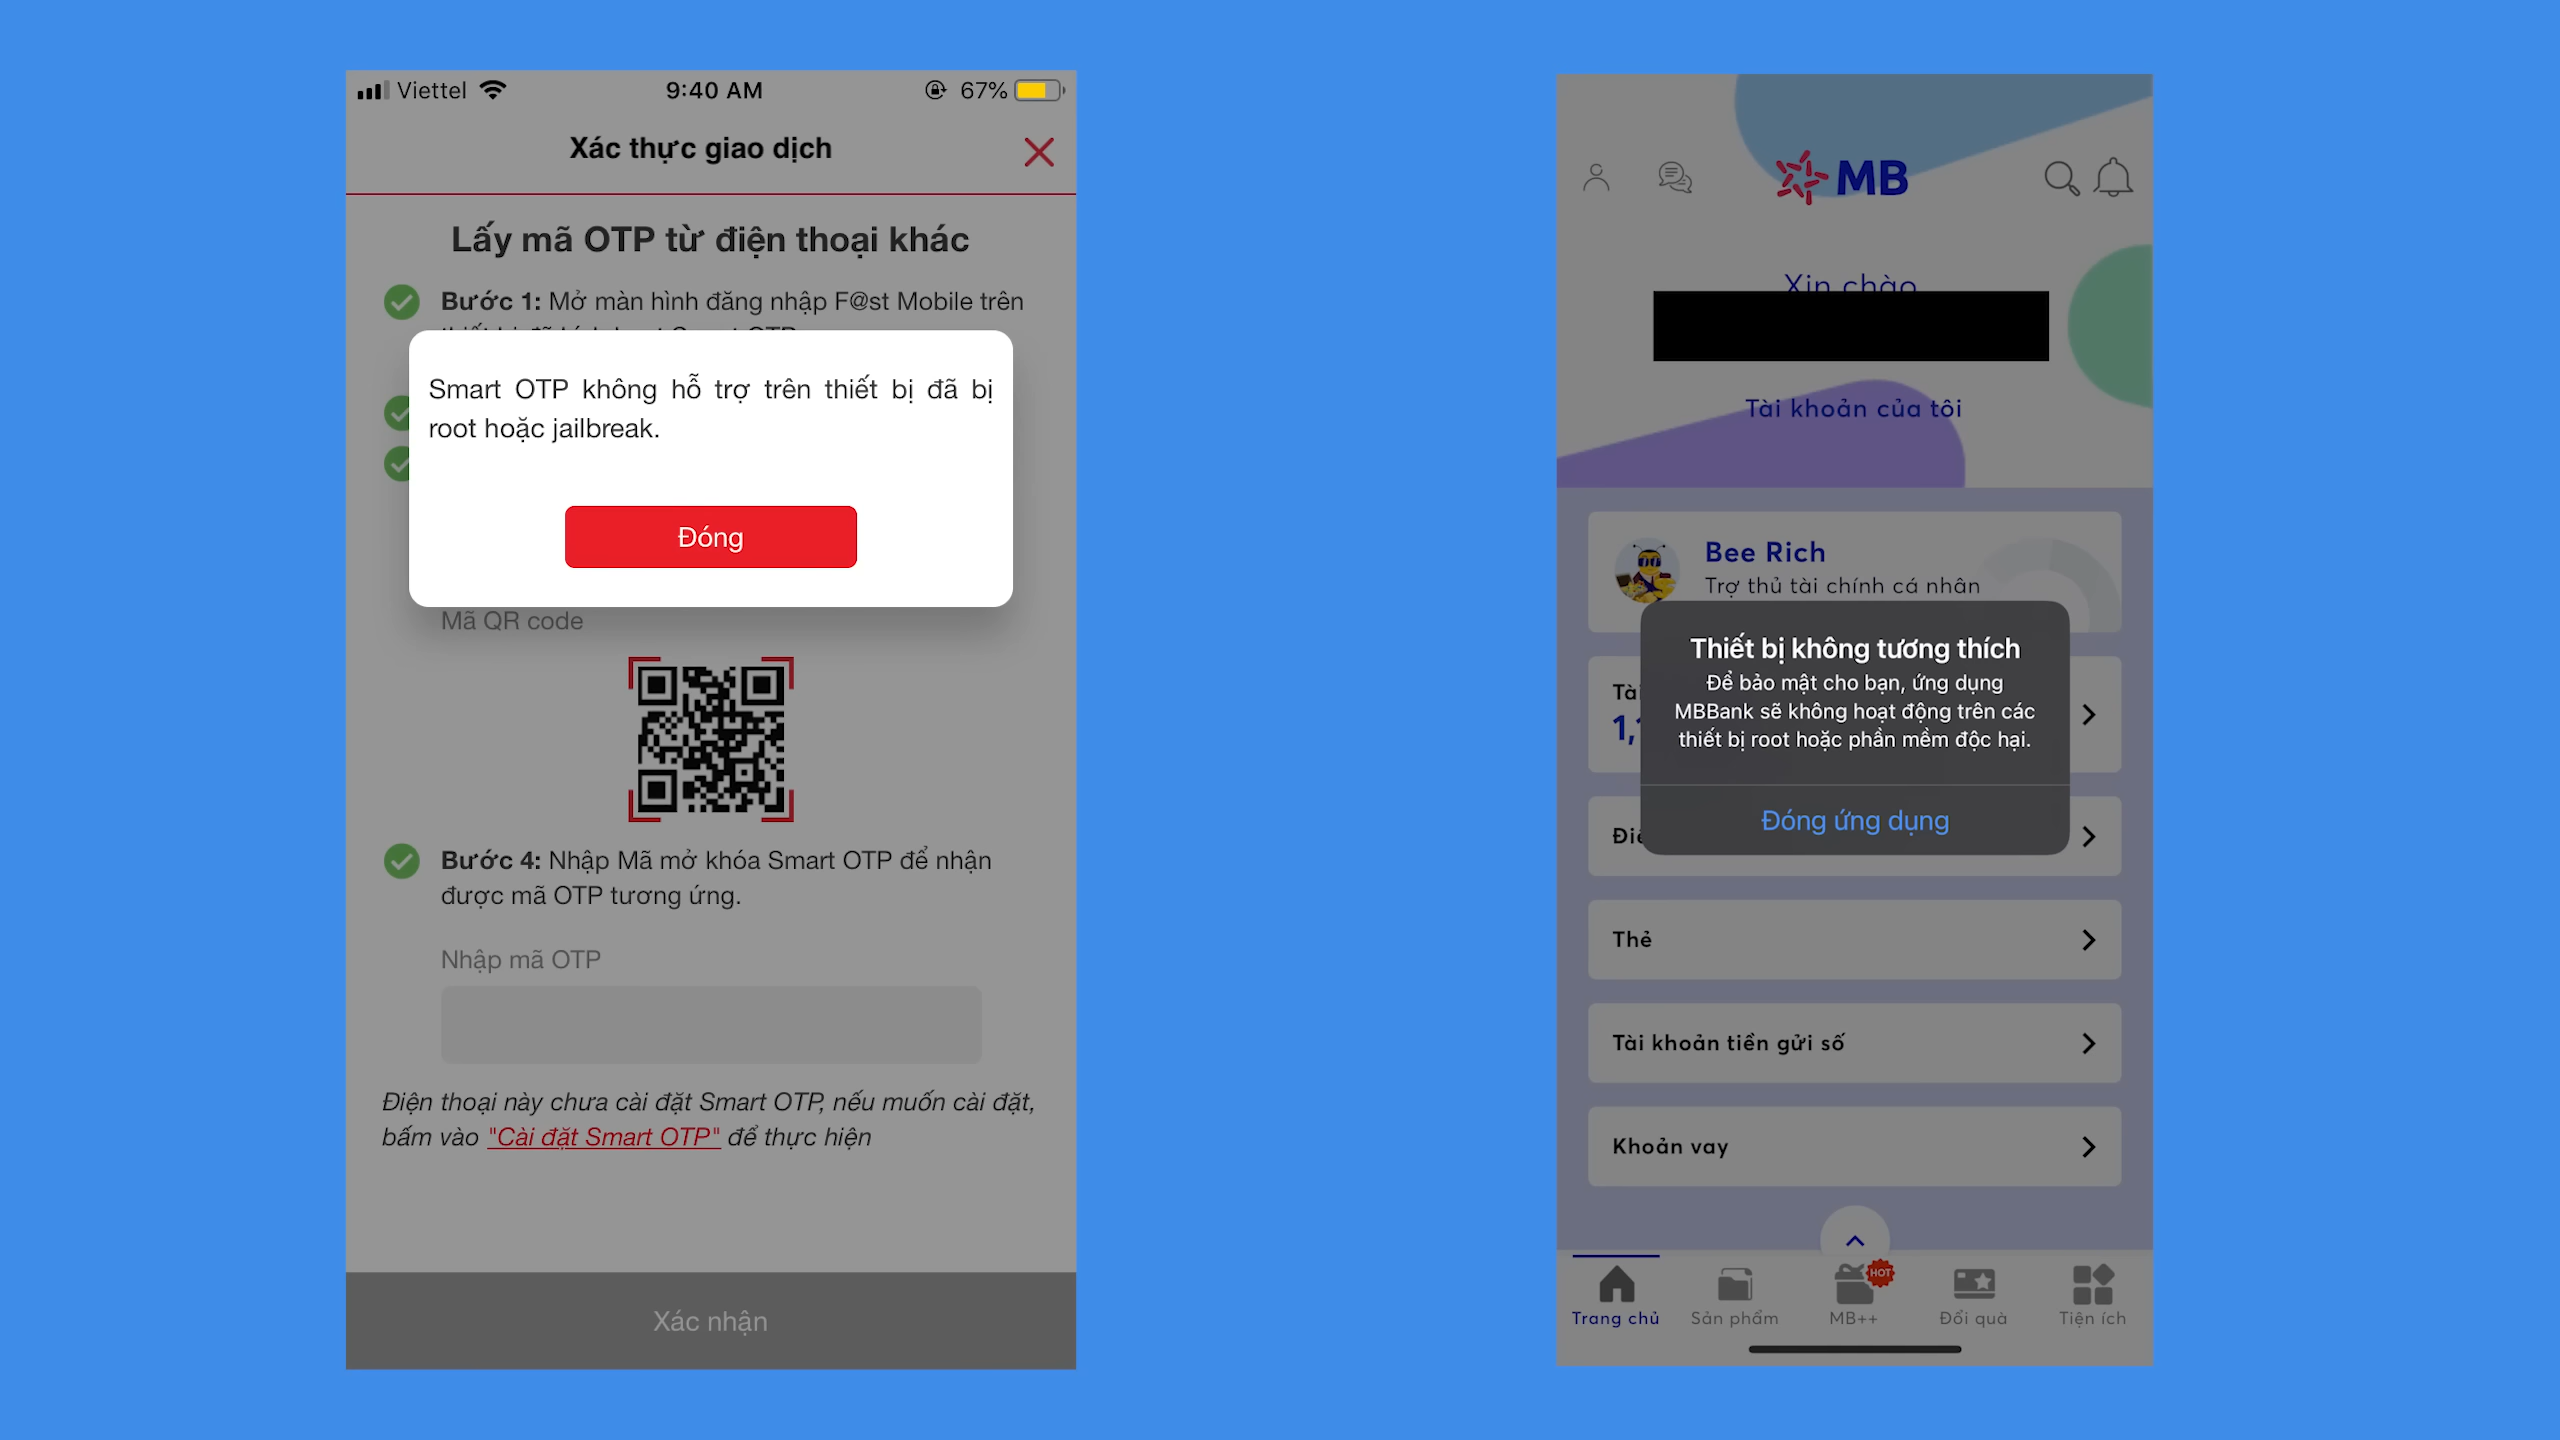 Viettel
9:40 AM
67%
Xác thực giao dịch
Lấy mã OTP từ điện thoại khác
Bước 1: Mở màn hình đăng nhập F@st Mobile trên
Smart OTP không hỗ trợ trên thiết bị đã bị
root hoặc jailbreak.
Đóng
Mã QR code
Bước 4: Nhập Mã mở khóa Smart OTP để nhận
được mã OTP tương ứng.
Nhập mã OTP
Điện thoại này chưa cài đặt Smart OTP, nếu muốn cài đặt,
bấm vào "Cài đặt Smart OTP" để thực hiện
Xác nhận
MB
Xin chào
Tài khoản của tôi
Bee Rich
Trợ thủ tài chính cá nhân
Thiết bị không tương thích
Để bảo mật cho bạn, ứng dụng
MBBank sẽ không hoạt động trên các
thiết bị root hoặc phần mềm độc hại.
Đóng ứng dụng
Thẻ
Tài khoản tiền gửi số
Khoản vay
HOT
Trang chủ
Sản phẩm
MB++
Đổi quà
Tiện ích